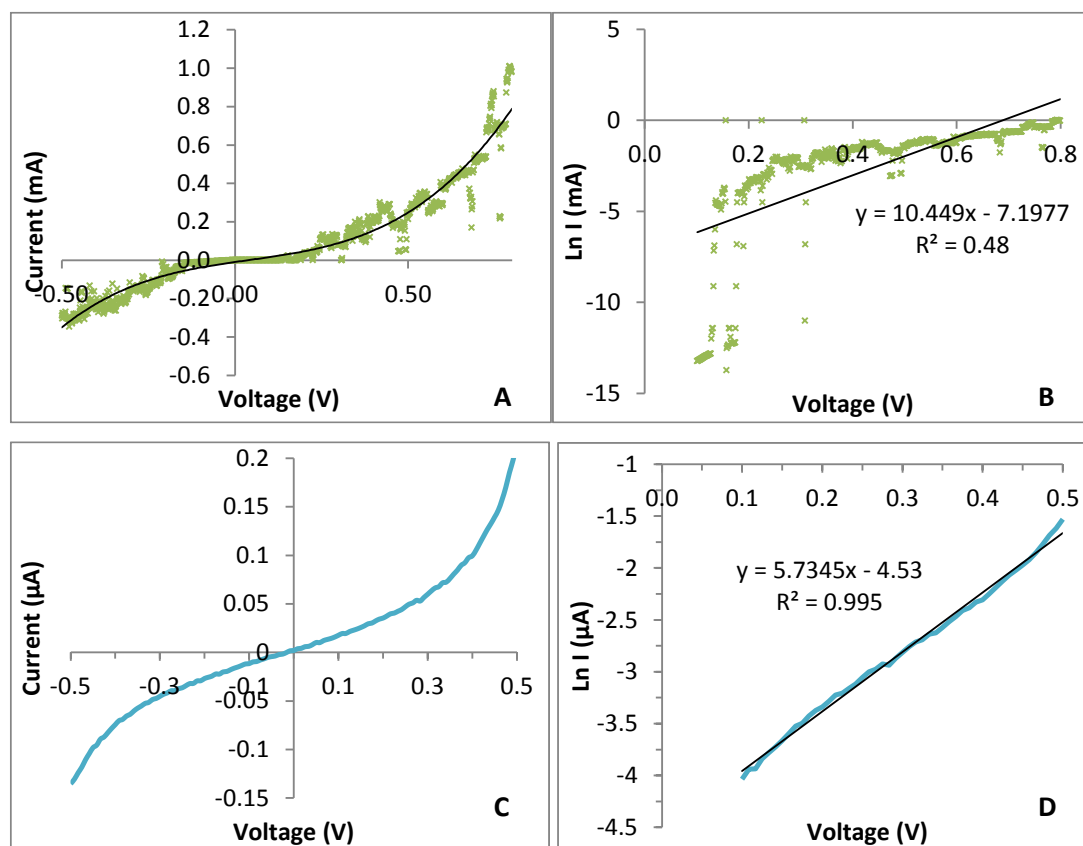 1.2
1.0
0.8
0.6
0.4
0.2
0.0
-0.2
-0.4
-0.6
-0.50 0.00 0.50
Current (mA)
Voltage (V)
A
5
0
-5
-10
-15
0.0 0.2 0.4 0.6 0.8
Ln I (mA)
y = 10.449x - 7.1977
R² = 0.48
Voltage (V)
B
0.2
0.15
0.1
0.05
0
-0.05
-0.1
-0.15
-0.5 -0.3 -0.1 0.1 0.3 0.5
Current (µA)
Voltage (V)
C
-1
-1.5
-2
-2.5
-3
-3.5
-4
-4.5
0.0 0.1 0.2 0.3 0.4 0.5
Ln I (µA)
y = 5.7345x - 4.53
R² = 0.995
Voltage (V)
D